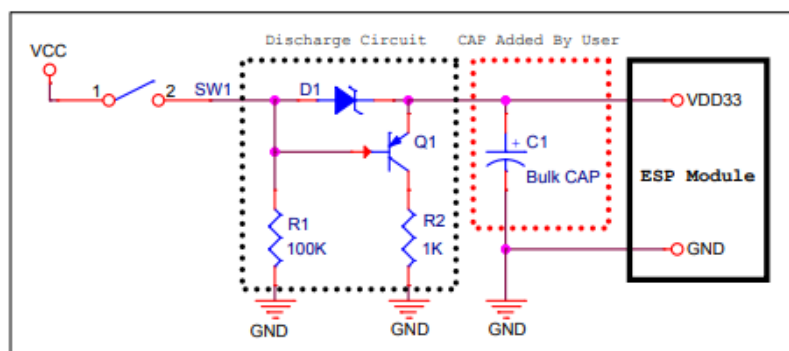 Discharge Circuit
CAP Added By User
VCC
1
2
SW1
D1
VDD33
Q1
+
C1
Bulk CAP
ESP Module
R1
100K
R2
1K
GND
GND
GND
GND